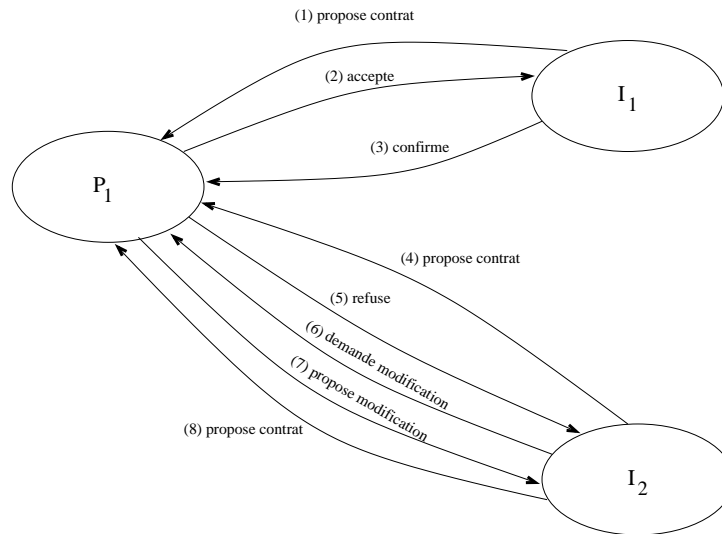 (1) propose contrat
(2) accepte
I1
(3) confirme
P1
(4) propose contrat
(5) refuse
(6) demande modification
(7) propose modification
(8) propose contrat
I2